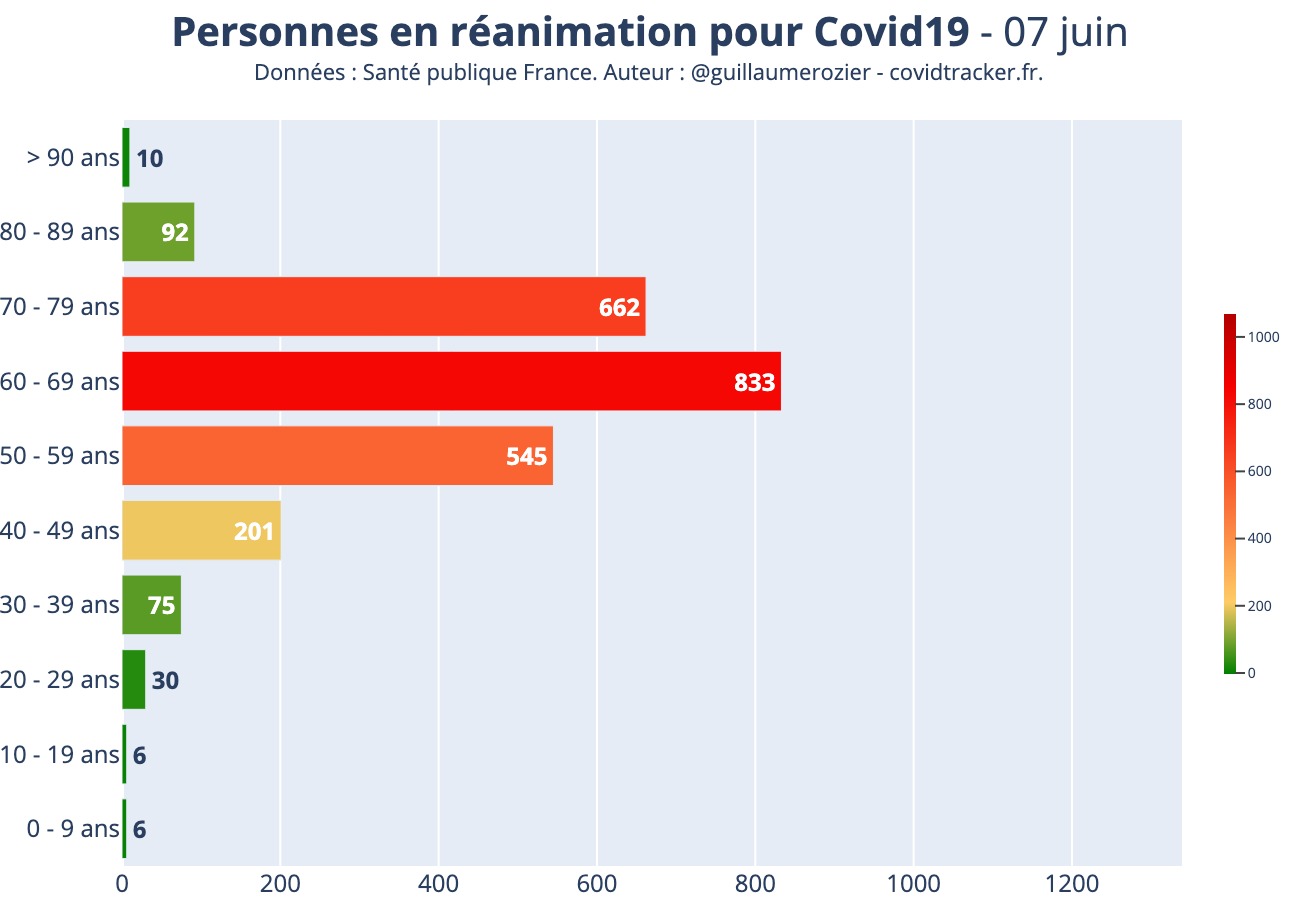 Personnes en réanimation pour Covid19 - 07 juin
Données : Santé publique France. Auteur : @guillaumerozier - covidtracker.fr.
> 90 ans 10
80 - 89 ans 92
70 - 79 ans 662
60 - 69 ans 833
50 - 59 ans 545
40 - 49 ans 201
30 - 39 ans 75
20 - 29 ans 30
10 - 19 ans 6
0 - 9 ans 6
0 200 400 600 800 1000 1200
1000
800
600
400
200
0